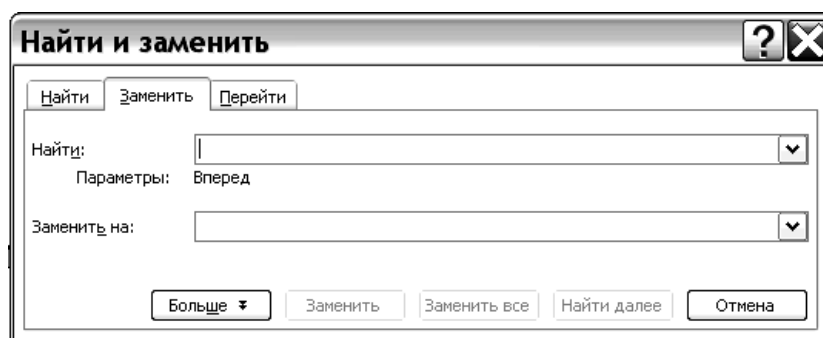 Найти и заменить ?
Найти Заменить Перейти
Найти:
Параметры: Вперед
Заменить на:
Больше Заменить Заменить все Найти далее Отмена